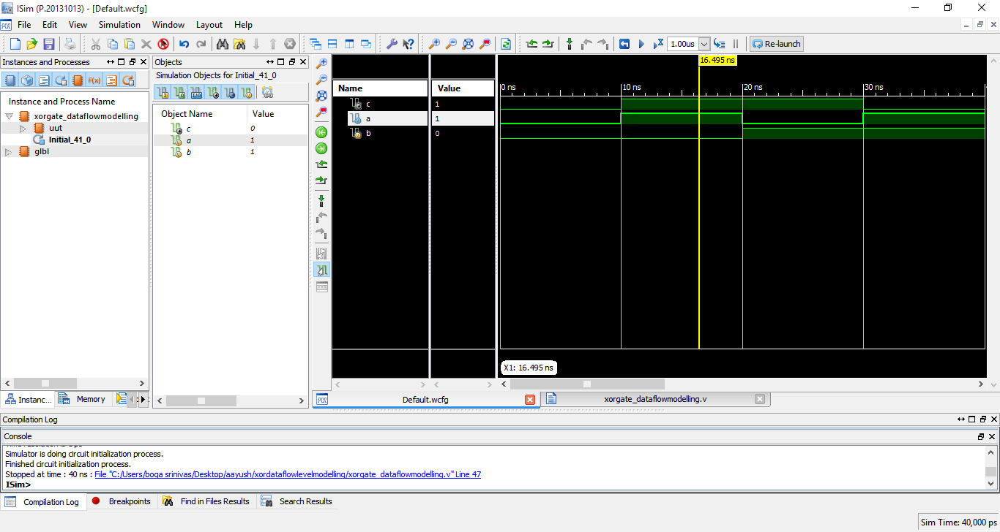 ISim (P.20131013) - [Default.wcfg]
File Edit View Simulation Window Layout Help
1.00us Re-launch
Instances and Processes
Instance and Process Name
xorgate_dataflowmodelling
uut
Initial_41_0
glbl
Instanc... Memory
Objects
Simulation Objects for Initial_41_0
Object Name Value
c 0
a 1
b 1
Name Value
c 1
a 1
b 0
16.495 ns
0 ns 10 ns 20 ns 30 ns
X1: 16.495 ns
Default.wcfg xorgate_dataflowmodelling.v
Compilation Log
Console
Simulator is doing circuit initialization process.
Finished circuit initialization process.
Stopped at time : 40 ns : File "C:/Users/boga srinivas/Desktop/aayush/xordataflowlevelmodelling/xorgate_dataflowmodelling.v" Line 47
ISim>
Compilation Log Breakpoints Find in Files Results Search Results
Sim Time: 40,000 ps